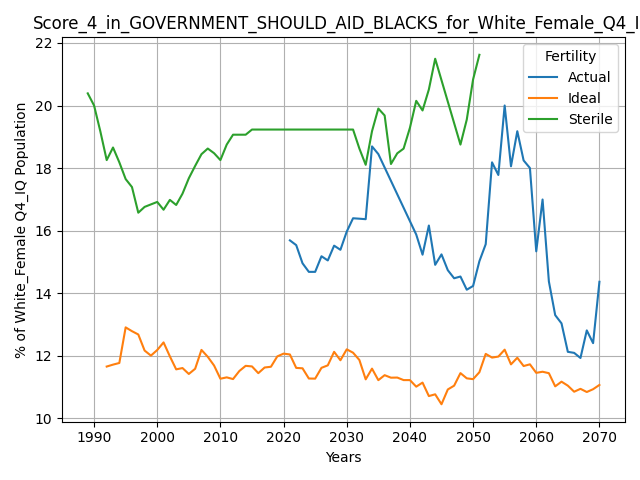 Score_4_in_GOVERNMENT_SHOULD_AID_BLACKS_for_White_Female_Q4_I
22
20
18
16
14
12
10
% of White_Female Q4_IQ Population
Fertility
Actual
Ideal
Sterile
1990 2000 2010 2020 2030 2040 2050 2060 2070
Years